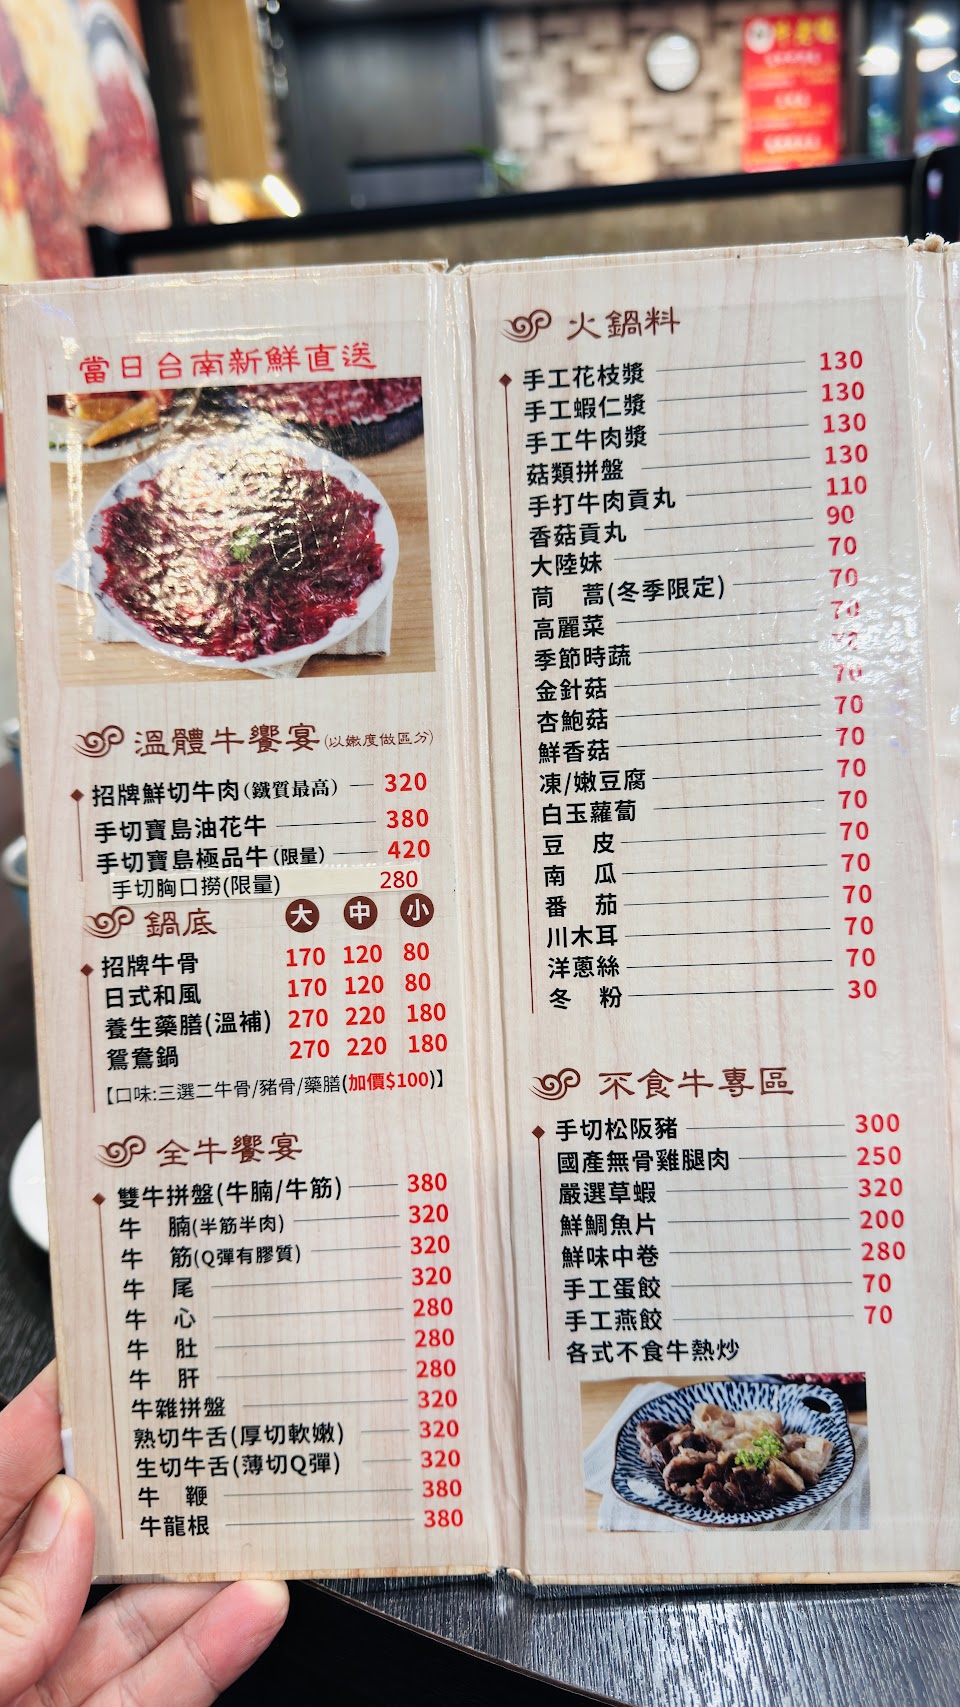 當日台南新鮮直送
溫體牛饗宴(以嫩度做區分)
招牌鮮切牛肉(鐵質最高) 320
手切寶島油花牛 380
手切寶島極品牛(限量) 420
手切胸口撈(限量) 280
鍋底 大 中 小
招牌牛骨 170 120 80
日式和風 170 120 80
養生藥膳(溫補) 270 220 180
鴛鴦鍋 270 220 180
【口味:三選二牛骨/豬骨/藥膳(加價$100)】
全牛饗宴
雙牛拼盤(牛腩/牛筋) 380
牛 腩(半筋半肉) 320
牛 筋(Q彈有膠質) 320
牛 尾 320
牛 心 280
牛 肚 280
牛 肝 280
牛雜拼盤 320
熟切牛舌(厚切軟嫩) 320
生切牛舌(薄切Q彈) 320
牛 鞭 380
牛龍根 380
火鍋料
手工花枝漿 130
手工蝦仁漿 130
手工牛肉漿 130
菇類拼盤 130
手打牛肉貢丸 110
香菇貢丸 90
大陸妹 70
茼 蒿(冬季限定) 70
高麗菜 70
季節時蔬
金針菇 70
杏鮑菇 70
鮮香菇 70
凍/嫩豆腐 70
白玉蘿蔔 70
豆 皮 70
南 瓜 70
番 茄 70
川木耳 70
洋蔥絲 70
冬 粉 30
不食牛專區
手切松阪豬 300
國產無骨雞腿肉 250
嚴選草蝦 320
鮮鯛魚片 200
鮮味中卷 280
手工蛋餃 70
手工燕餃 70
各式不食牛熱炒